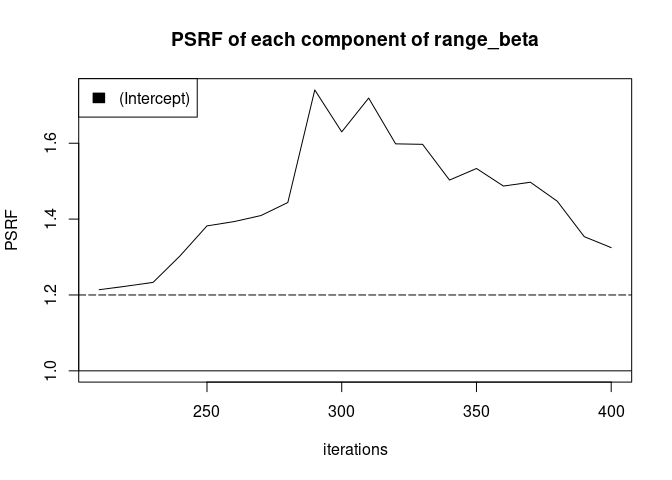 PSRF of each component of range_beta
(Intercept)
PSRF
1.6
1.4
1.2
1.0
250 300 350 400
iterations